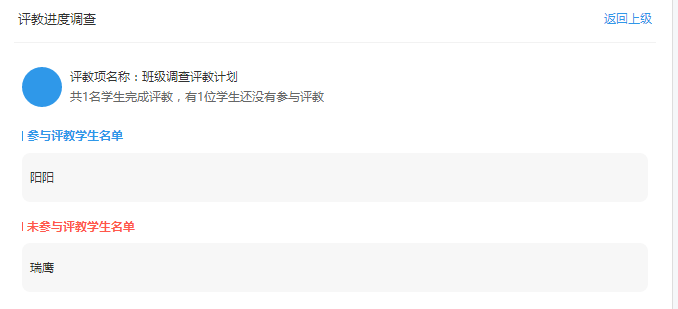 评教进度调查
返回上级
评教项名称：班级调查评教计划
共1名学生完成评教，有1位学生还没有参与评教
参与评教学生名单
阳阳
未参与评教学生名单
瑞鹰